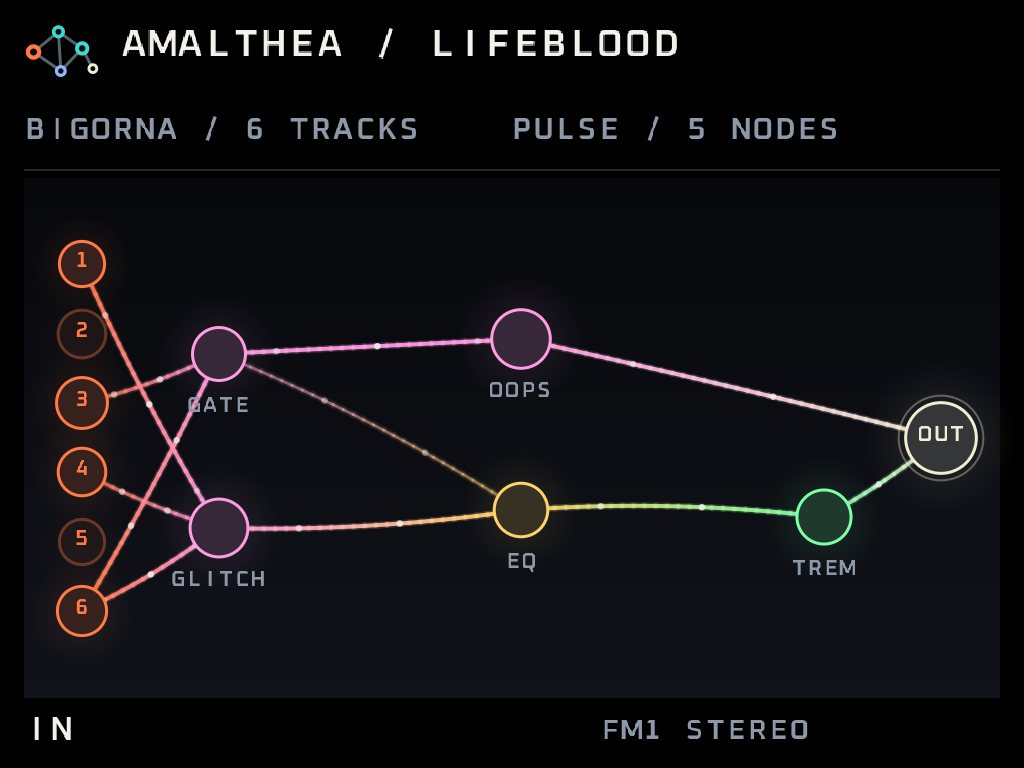 AMALTHEA / LIFEBLOOD
BIGORNA / 6 TRACKS PULSE / 5 NODES
1
2
3
4
5
6
GATE
GLITCH
OOPS
EQ
TREM
OUT
IN
FM1 STEREO